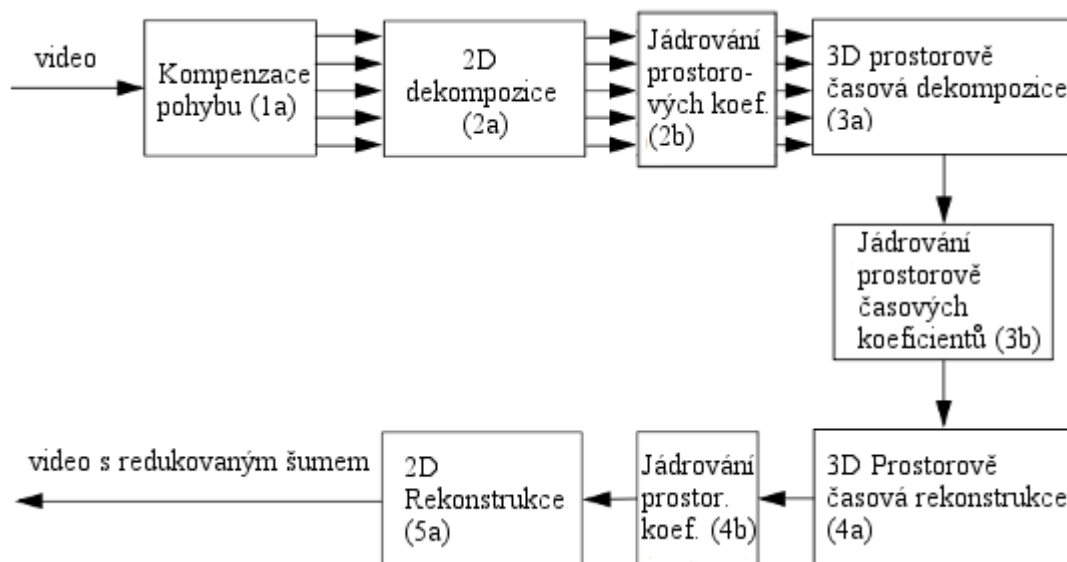 video
Kompenzace
pohybu (1a)
2D
dekompozice
(2a)
Jádrování
prostoro-
vých koef.
(2b)
3D prostorově
časová dekompozice
(3a)
Jádrování
prostorově
časových
koeficientů (3b)
3D Prostorově
časová rekonstrukce
(4a)
Jádrování
prostor.
koef. (4b)
2D
Rekonstrukce
(5a)
video s redukovaným šumem